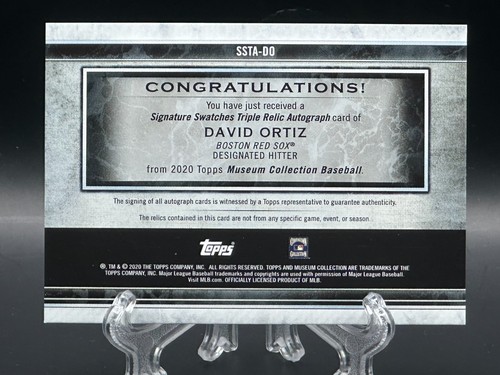 SSTA-DO
CONGRATULATIONS!
You have just received a
Signature Swatches Triple Relic Autograph card of
DAVID ORTIZ
BOSTON RED SOX®
DESIGNATED HITTER
from 2020 Topps Museum Collection Baseball.
The signing of all autograph cards is witnessed by a Topps representative to guarantee authenticity.
The relics contained in this card are not from any specific game, event, or season.
topps
®, TM & © 2020 THE TOPPS COMPANY, INC. ALL RIGHTS RESERVED. TOPPS AND MUSEUM COLLECTION ARE TRADEMARKS OF THE
TOPPS COMPANY, INC. Major League Baseball trademarks and copyrights are used with permission of Major League Baseball.
Visit MLB.com. OFFICIALLY LICENSED PRODUCT OF MLB.